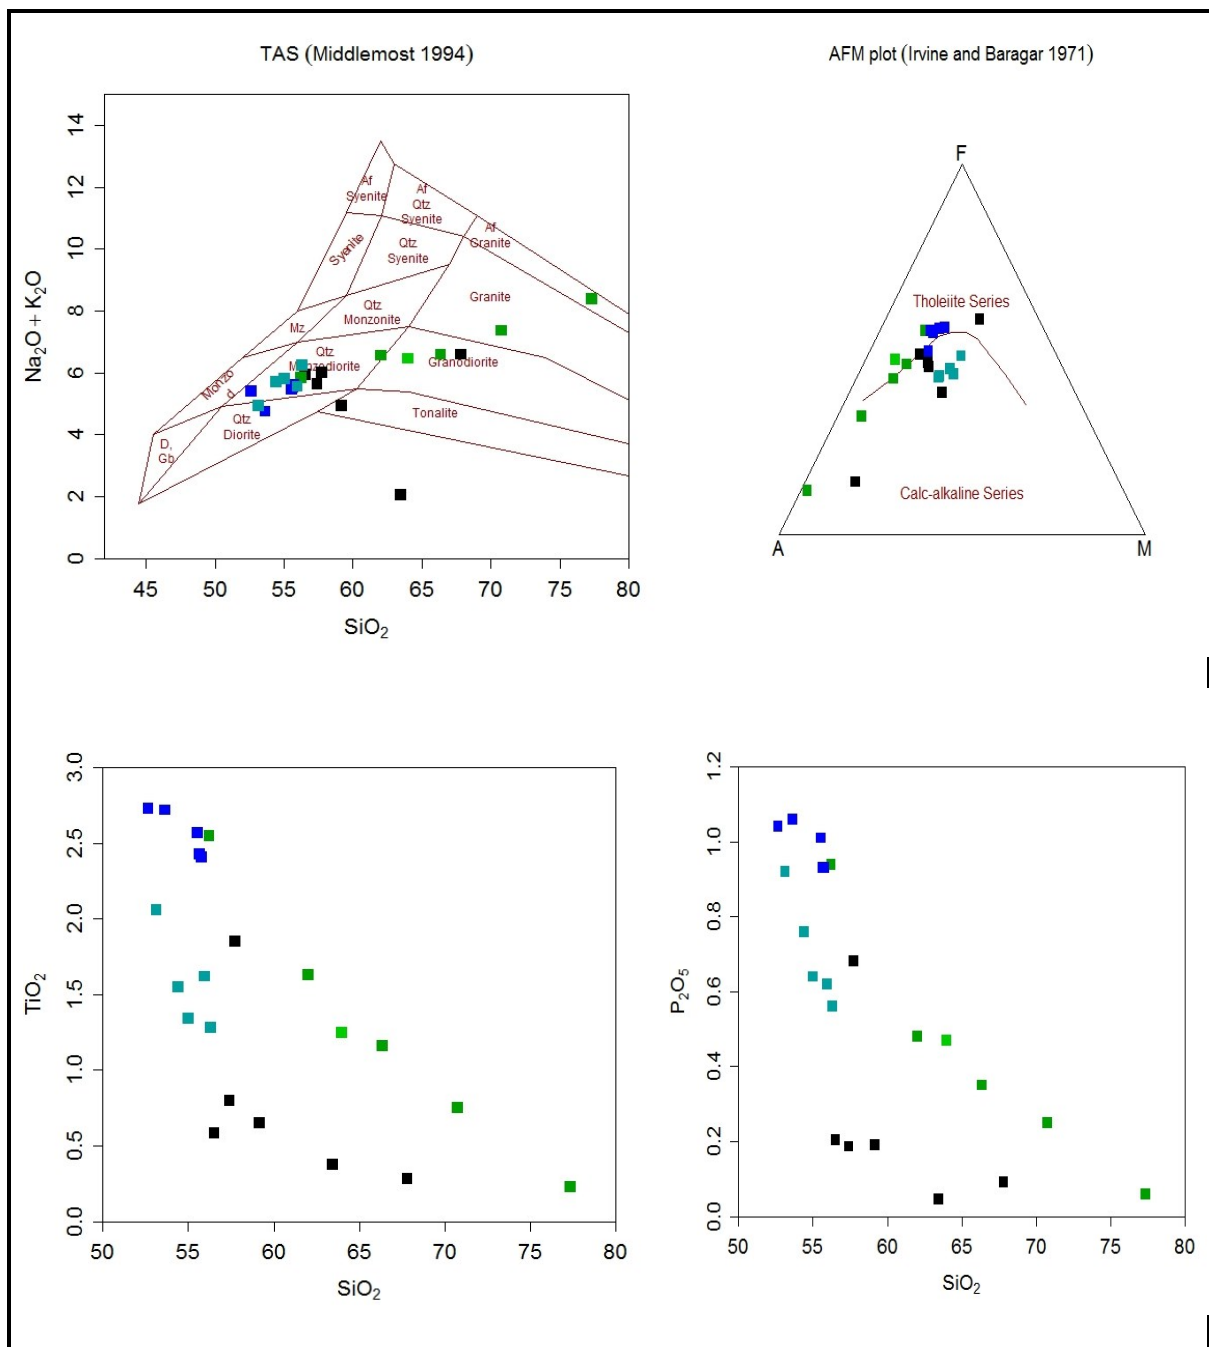 TAS (Middlemost 1994)
Na₂O + K₂O
14
12
10
8
6
4
2
0
Af
Syenite
Af
Qtz
Syenite
Af
Granite
Syenite
Qtz
Syenite
Granite
Mz
Qtz
Monzonite
Monzo
d
Qtz
Monzodiorite
Granodiorite
Qtz
Diorite
Tonalite
D,
Gb
45 50 55 60 65 70 75 80
SiO₂
AFM plot (Irvine and Baragar 1971)
F
Tholeiite Series
Calc-alkaline Series
A M
TiO₂
3.0
2.5
2.0
1.5
1.0
0.5
0.0
50 55 60 65 70 75 80
SiO₂
P₂O₅
1.2
1.0
0.8
0.6
0.4
0.2
0.0
50 55 60 65 70 75 80
SiO₂